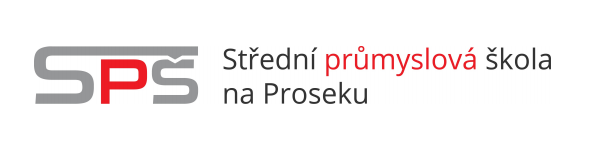 SPŠ
Střední průmyslová škola
na Proseku